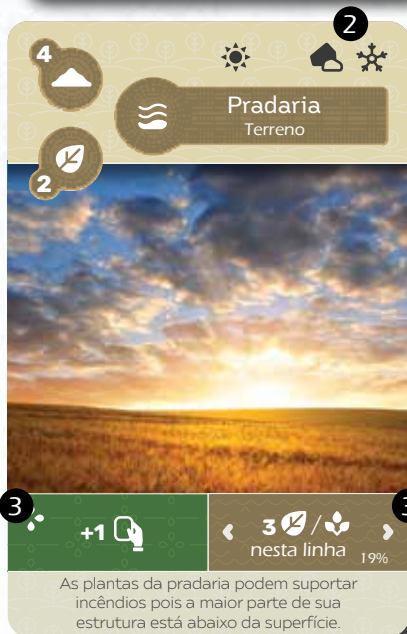 2
4
Pradaria
Terreno
2
3
+1
3 /
nesta linha
19%
As plantas da pradaria podem suportar
incêndios pois a maior parte de sua
estrutura está abaixo da superfície.